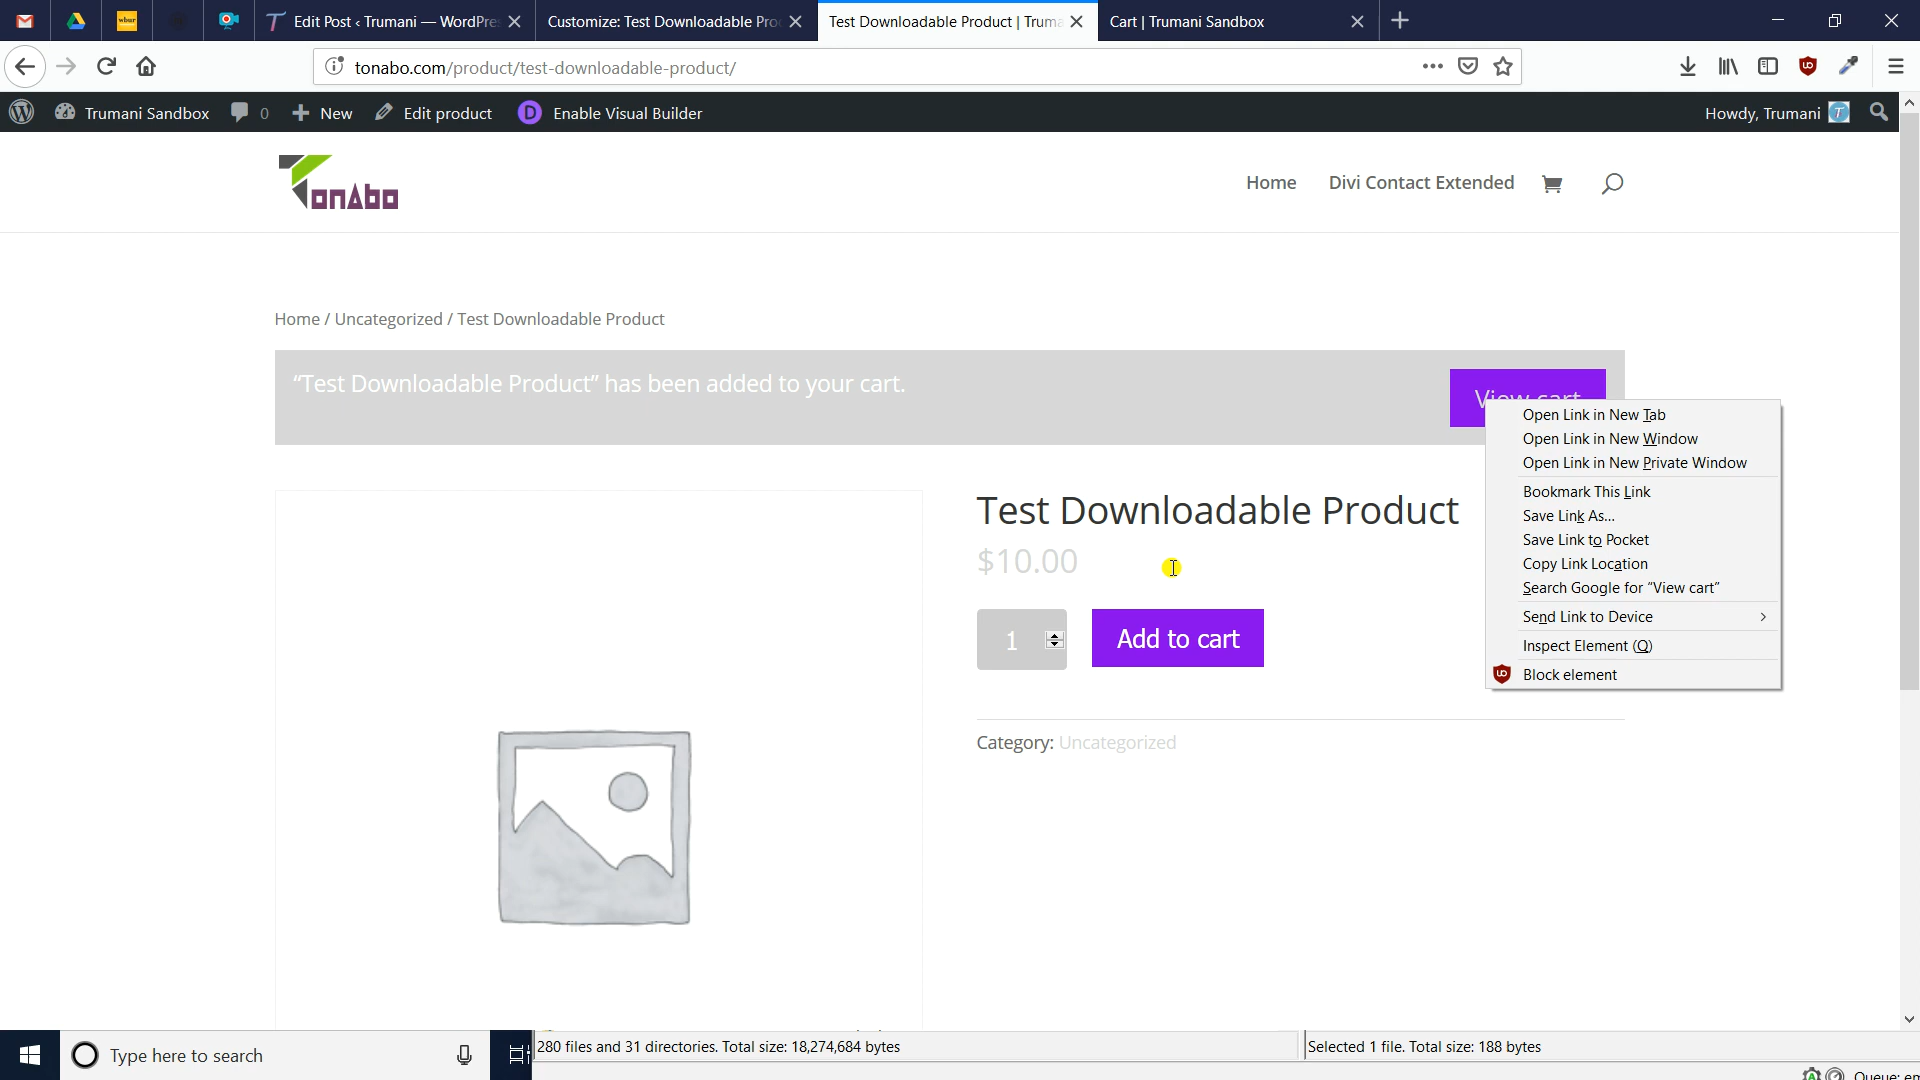 wbur
Edit Post ‹ Trumani — WordPre
Customize: Test Downloadable Pro
Test Downloadable Product | Truma
Cart | Trumani Sandbox
tonabo.com/product/test-downloadable-product/
Trumani Sandbox 0 New Edit product Enable Visual Builder Howdy, Trumani
TonAbo
Home Divi Contact Extended
Home / Uncategorized / Test Downloadable Product
“Test Downloadable Product” has been added to your cart.
View cart
Open Link in New Tab
Open Link in New Window
Open Link in New Private Window
Bookmark This Link
Save Link As...
Save Link to Pocket
Copy Link Location
Search Google for “View cart”
Send Link to Device
Inspect Element (Q)
Block element
Test Downloadable Product
$10.00
1
Add to cart
Category: Uncategorized
Type here to search
280 files and 31 directories. Total size: 18,274,684 bytes
Selected 1 file. Total size: 188 bytes